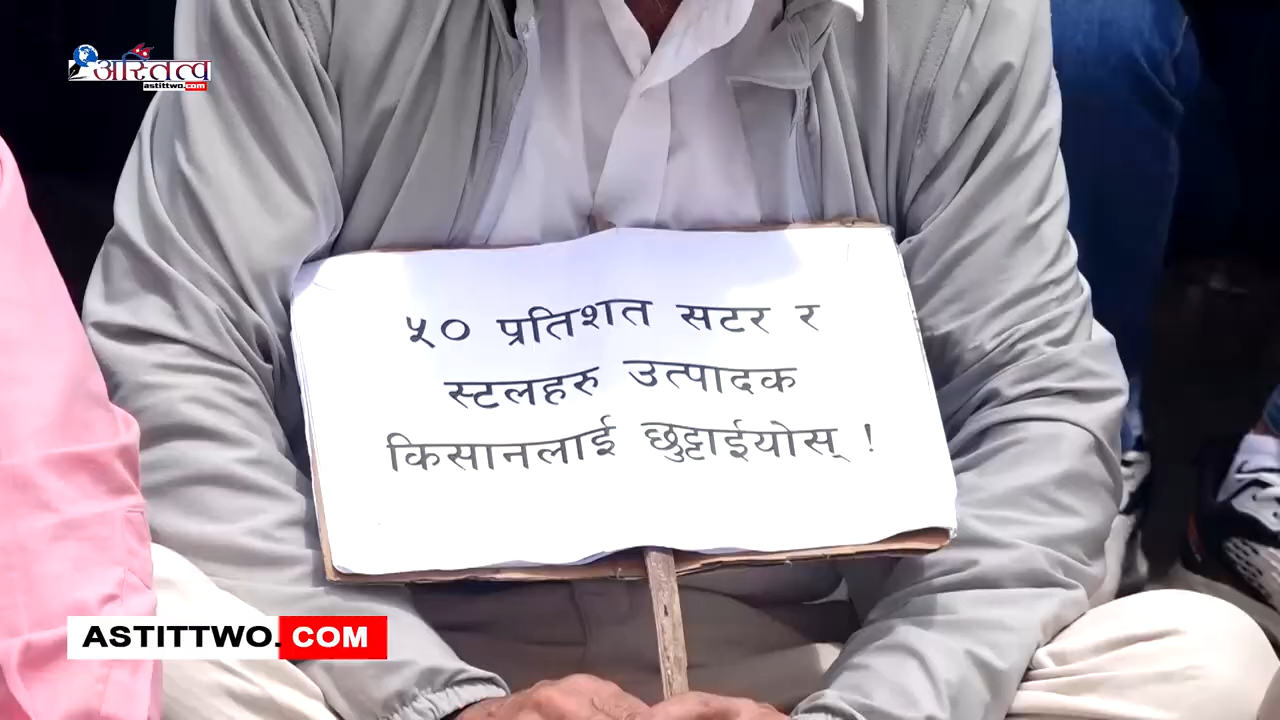 अस्तित्व
astittwo.com
५० प्रतिशत सटर र
स्टलहरु उत्पादक
किसानलाई छुट्टाईयोस् !
ASTITTWO.COM